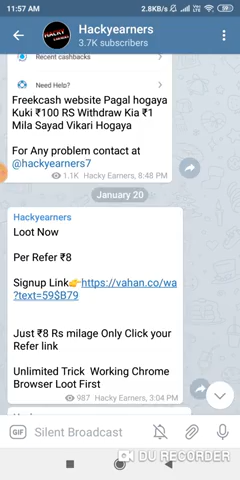 11:57 AM
2.8KB/s
59
HACKY
Hackyearners
3.7K subscribers
Recent cashbacks
Need Help?
Freekcash website Pagal hogaya
Kuki ₹100 RS Withdraw Kia ₹1
Mila Sayad Vikari Hogaya
For Any problem contact at
@hackyearners7
1.1K Hacky Earners, 8:48 PM
January 20
Hackyearners
Loot Now
Per Refer ₹8
Signup Link👉https://vahan.co/wa
?text=59$B79
Just ₹8 Rs milage Only Click your
Refer link
Unlimited Trick Working Chrome
Browser Loot First
987 Hacky Earners, 3:04 PM
GIF Silent Broadcast
DU RECORDER